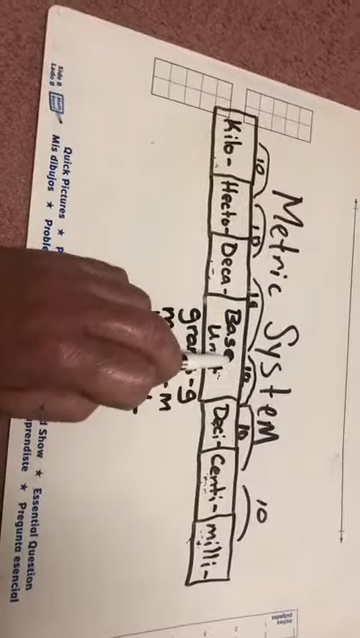 Metric System
10 10 10 10 10 10
Kilo- Hecto- Deca- Base Deci- Centi- milli-
g
m
Side B
Lado B
Quick Pictures ★
Mis dibujos ★
Show ★ Essential Question
★ Pregunta esencial